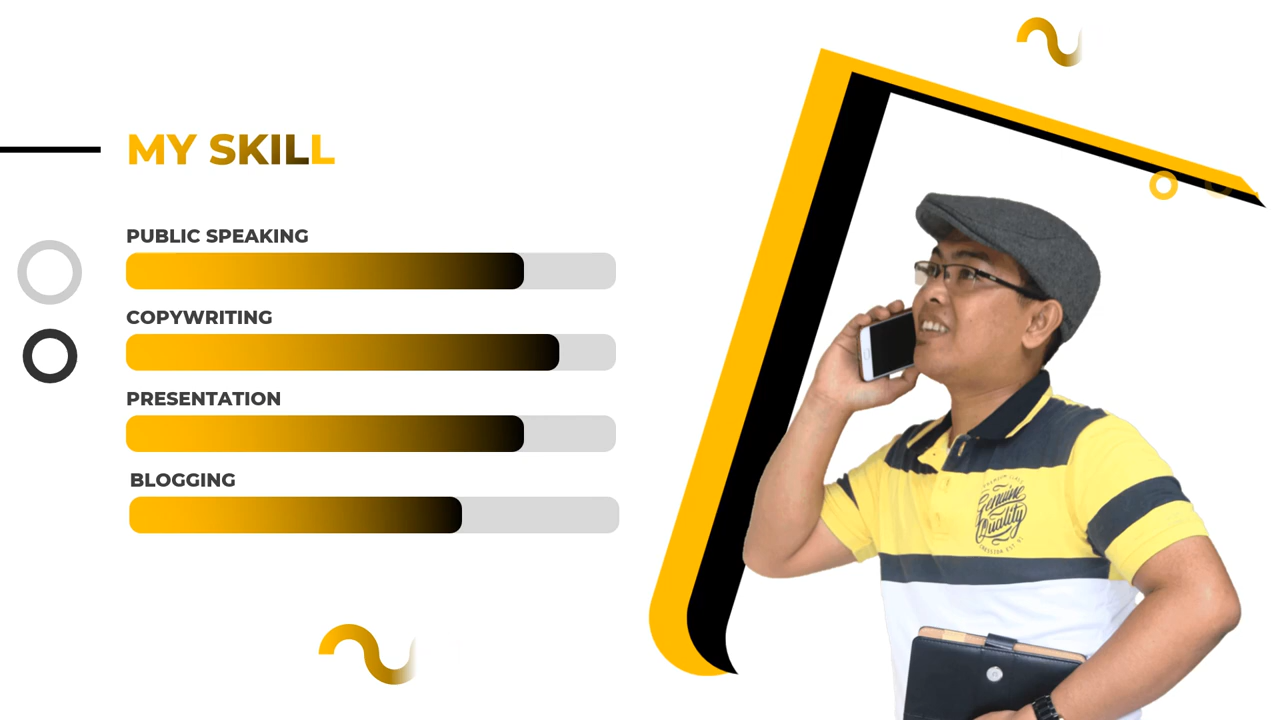 MY SKILL
PUBLIC SPEAKING
COPYWRITING
PRESENTATION
BLOGGING
Genuine
Quality